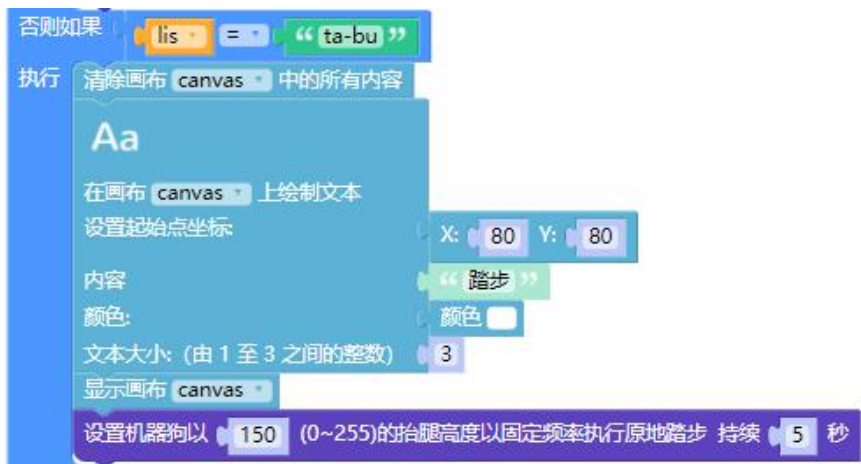 否则如果 lis = “ ta-bu ”
执行 清除画布 canvas 中的所有内容
Aa
在画布 canvas 上绘制文本
设置起始点坐标: X: 80 Y: 80
内容 “ 踏步 ”
颜色: 颜色
文本大小: (由 1 至 3 之间的整数) 3
显示画布 canvas
设置机器狗以 150 (0~255)的抬腿高度以固定频率执行原地踏步 持续 5 秒